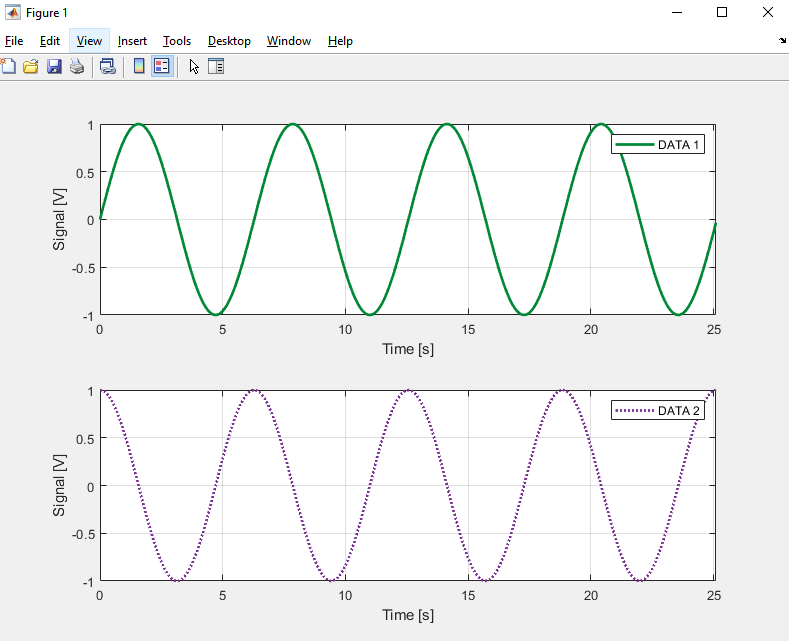 Figure 1
File Edit View Insert Tools Desktop Window Help
1
0.5
0
-0.5
-1
Signal [V]
DATA 1
0 5 10 15 20 25
Time [s]
1
0.5
0
-0.5
-1
Signal [V]
DATA 2
0 5 10 15 20 25
Time [s]